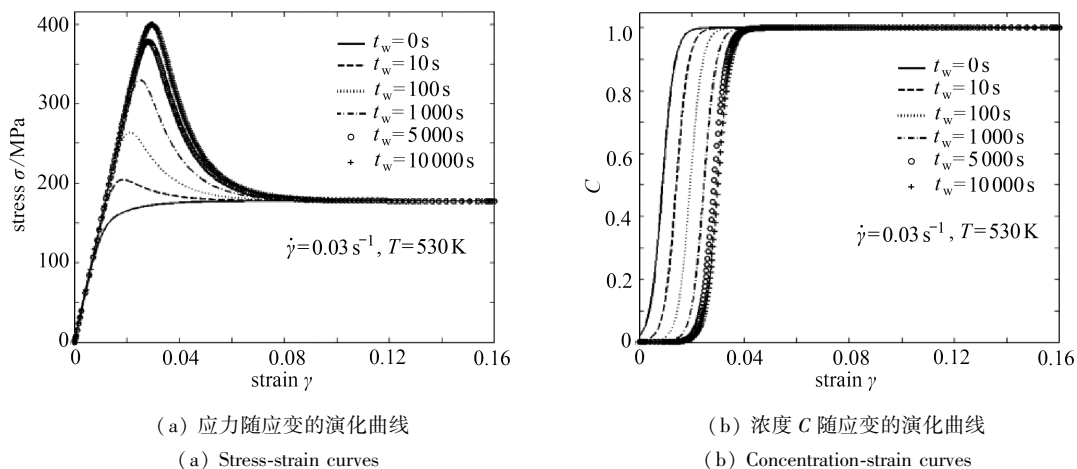 400
300
200
100
0
stress σ/MPa
t_w=0 s
t_w=10 s
t_w=100 s
t_w=1 000 s
t_w=5 000 s
t_w=10 000 s
γ̇=0.03 s⁻¹, T=530 K
0 0.04 0.08 0.12 0.16
strain γ
(a) 应力随应变的演化曲线
(a) Stress-strain curves
1.0
0.8
0.6
0.4
0.2
0
C
t_w=0 s
t_w=10 s
t_w=100 s
t_w=1 000 s
t_w=5 000 s
t_w=10 000 s
γ̇=0.03 s⁻¹, T=530 K
0 0.04 0.08 0.12 0.16
strain γ
(b) 浓度 C 随应变的演化曲线
(b) Concentration-strain curves